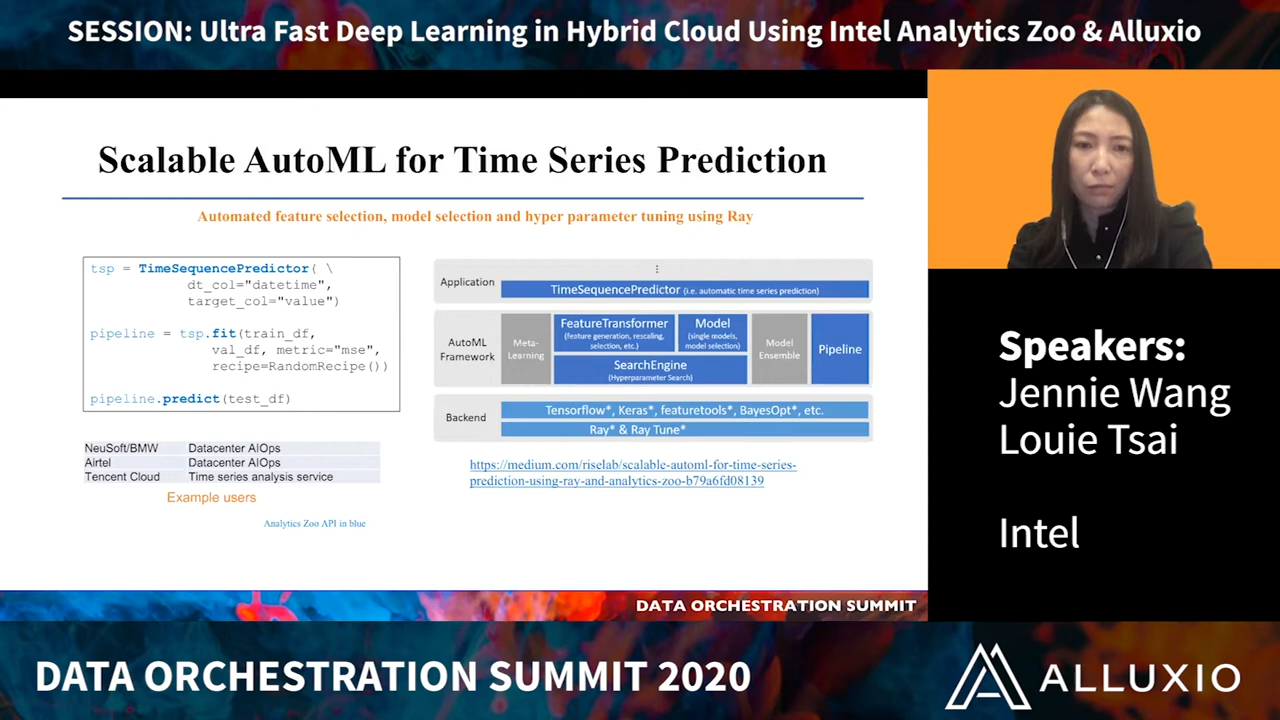 SESSION: Ultra Fast Deep Learning in Hybrid Cloud Using Intel Analytics Zoo & Alluxio
Scalable AutoML for Time Series Prediction
Automated feature selection, model selection and hyper parameter tuning using Ray
tsp = TimeSequencePredictor( \
dt_col="datetime",
target_col="value")
pipeline = tsp.fit(train_df,
val_df, metric="mse",
recipe=RandomRecipe())
pipeline.predict(test_df)
NeuSoft/BMW Datacenter AIOps
Airtel Datacenter AIOps
Tencent Cloud Time series analysis service
Example users
Analytics Zoo API in blue
Application
TimeSequencePredictor (i.e. automatic time series prediction)
AutoML
Framework
Meta-
Learning
FeatureTransformer
(feature generation, rescaling,
selection, etc.)
Model
(single models,
model selection)
SearchEngine
(Hyperparameter Search)
Model
Ensemble
Pipeline
Backend
Tensorflow*, Keras*, featuretools*, BayesOpt*, etc.
Ray* & Ray Tune*
https://medium.com/riselab/scalable-automl-for-time-series-
prediction-using-ray-and-analytics-zoo-b79a6fd08139
DATA ORCHESTRATION SUMMIT
Speakers:
Jennie Wang
Louie Tsai
Intel
DATA ORCHESTRATION SUMMIT 2020
ALLUXIO